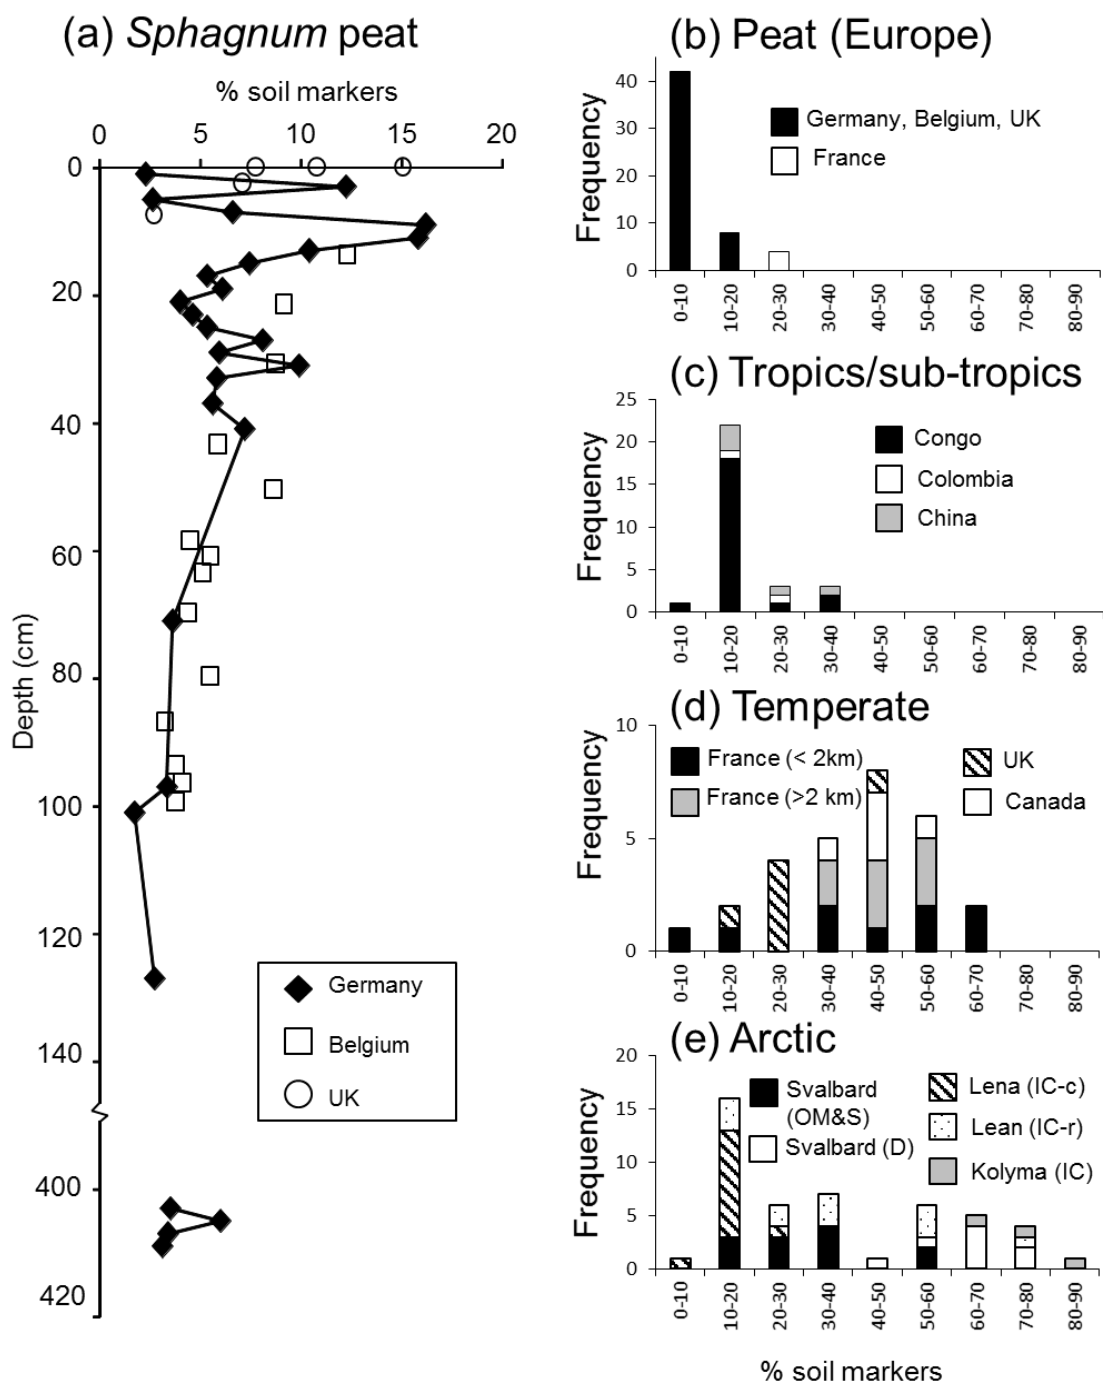 (a) Sphagnum peat
% soil markers
0 5 10 15 20
0
20
40
60
80
100
120
140
400
420
Depth (cm)
Germany
Belgium
UK
(b) Peat (Europe)
Frequency
40
30
20
10
0
Germany, Belgium, UK
France
0-10 10-20 20-30 30-40 40-50 50-60 60-70 70-80 80-90
(c) Tropics/sub-tropics
Frequency
25
20
15
10
5
0
Congo
Colombia
China
0-10 10-20 20-30 30-40 40-50 50-60 60-70 70-80 80-90
(d) Temperate
Frequency
10
5
0
France (< 2km)
France (>2 km)
UK
Canada
0-10 10-20 20-30 30-40 40-50 50-60 60-70 70-80 80-90
(e) Arctic
Frequency
20
15
10
5
0
Svalbard
(OM&S)
Svalbard (D)
Lena (IC-c)
Lean (IC-r)
Kolyma (IC)
0-10 10-20 20-30 30-40 40-50 50-60 60-70 70-80 80-90
% soil markers